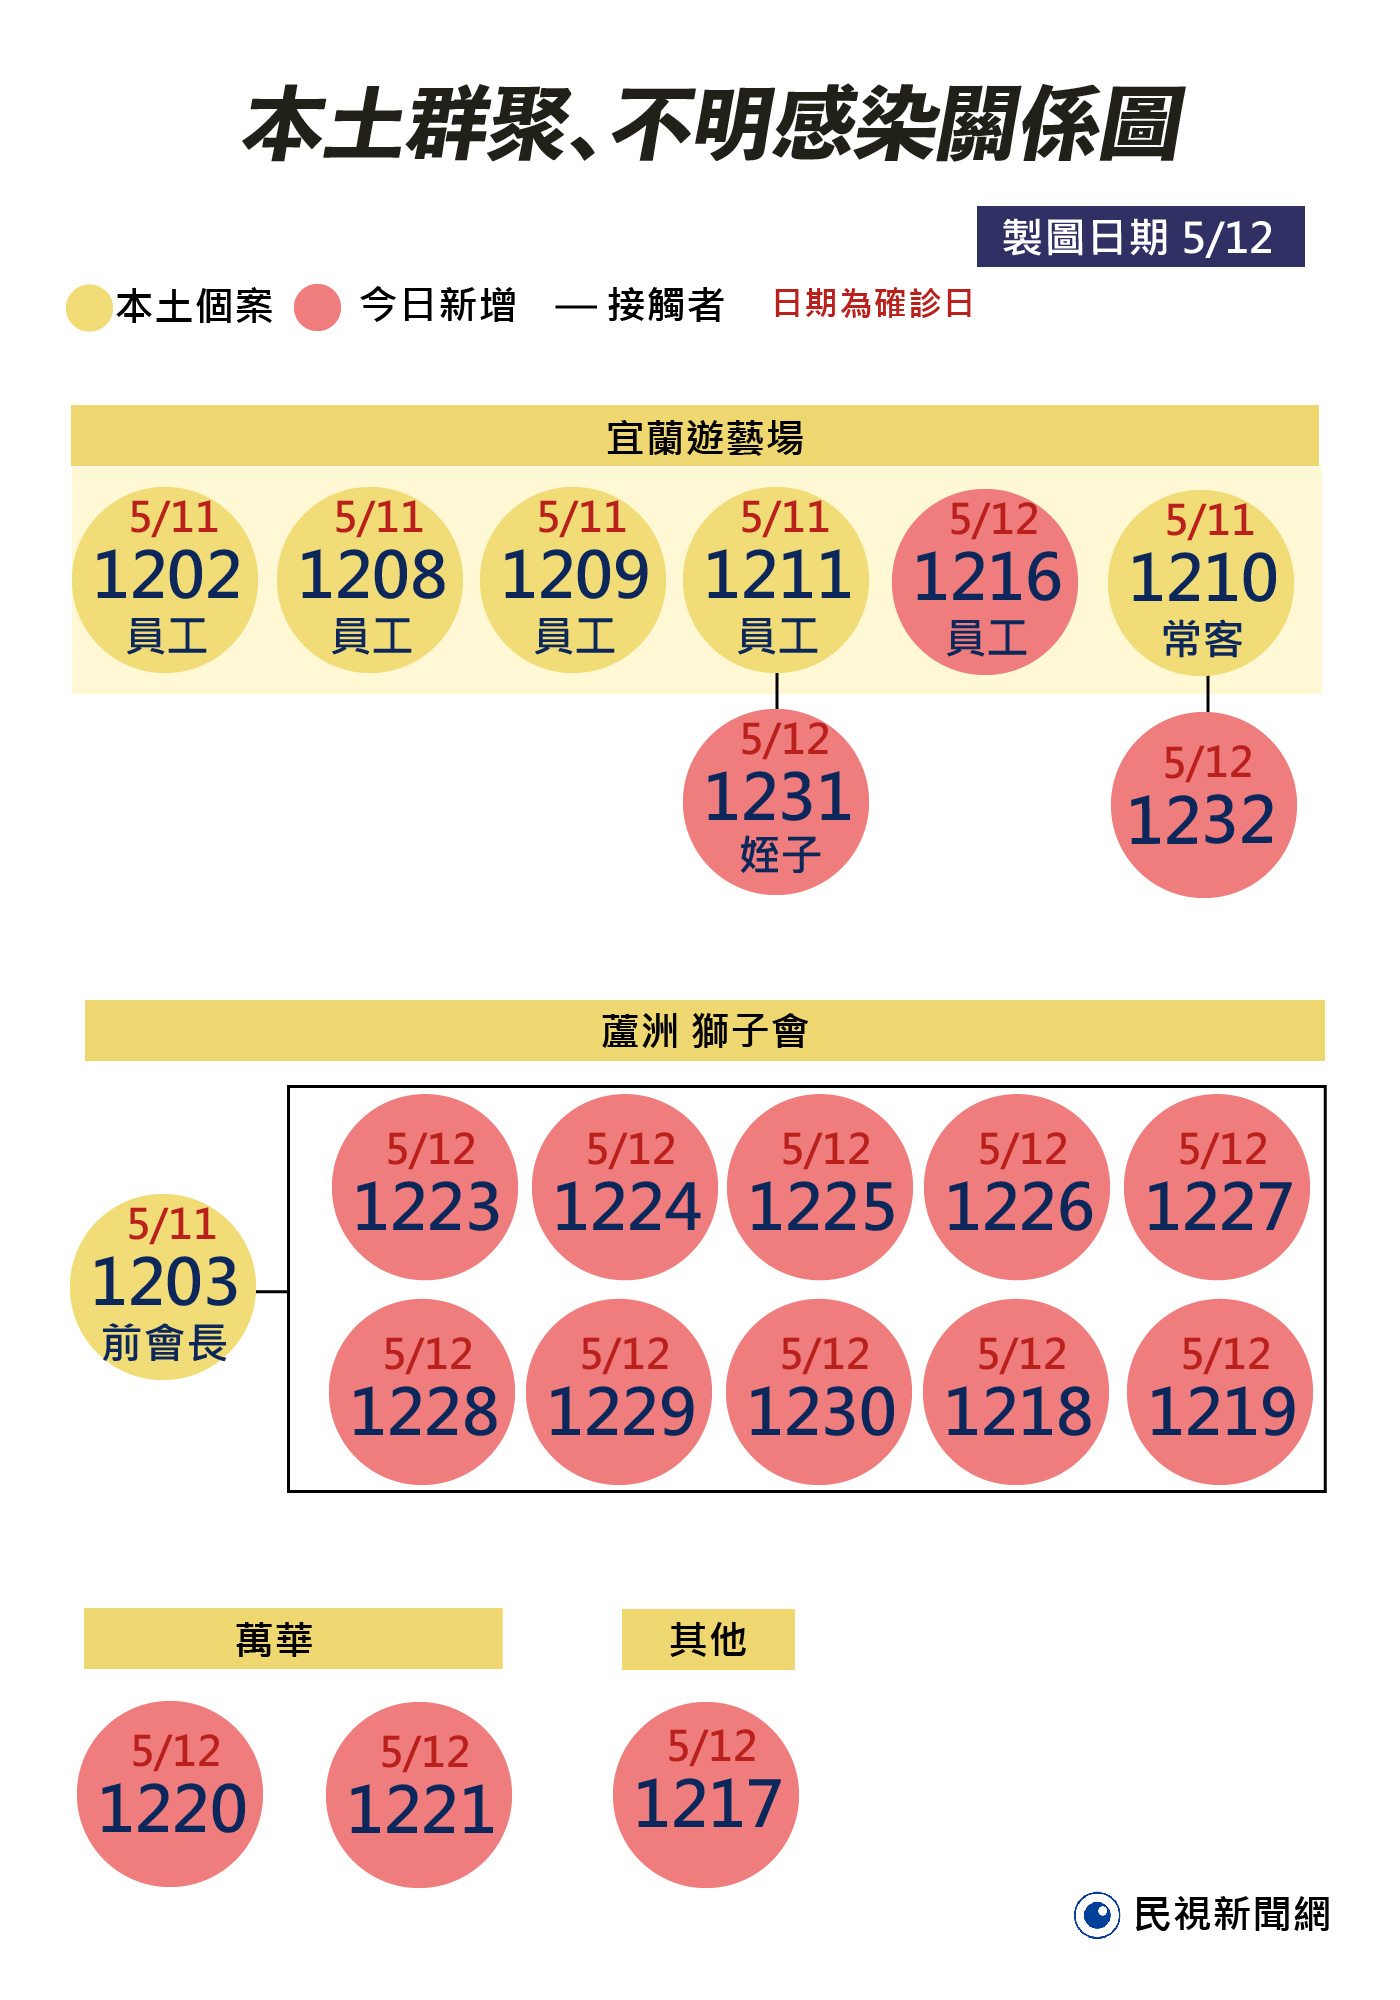 本土群聚、不明感染關係圖
製圖日期 5/12
本土個案 今日新增 — 接觸者 日期為確診日
宜蘭遊藝場
5/11 5/11 5/11 5/11 5/12 5/11
1202 1208 1209 1211 1216 1210
員工 員工 員工 員工 員工 常客
5/12 5/12
1231 1232
姪子
蘆洲 獅子會
5/12 5/12 5/12 5/12 5/12
1223 1224 1225 1226 1227
5/11
1203
前會長
5/12 5/12 5/12 5/12 5/12
1228 1229 1230 1218 1219
萬華 其他
5/12 5/12 5/12
1220 1221 1217
民視新聞網